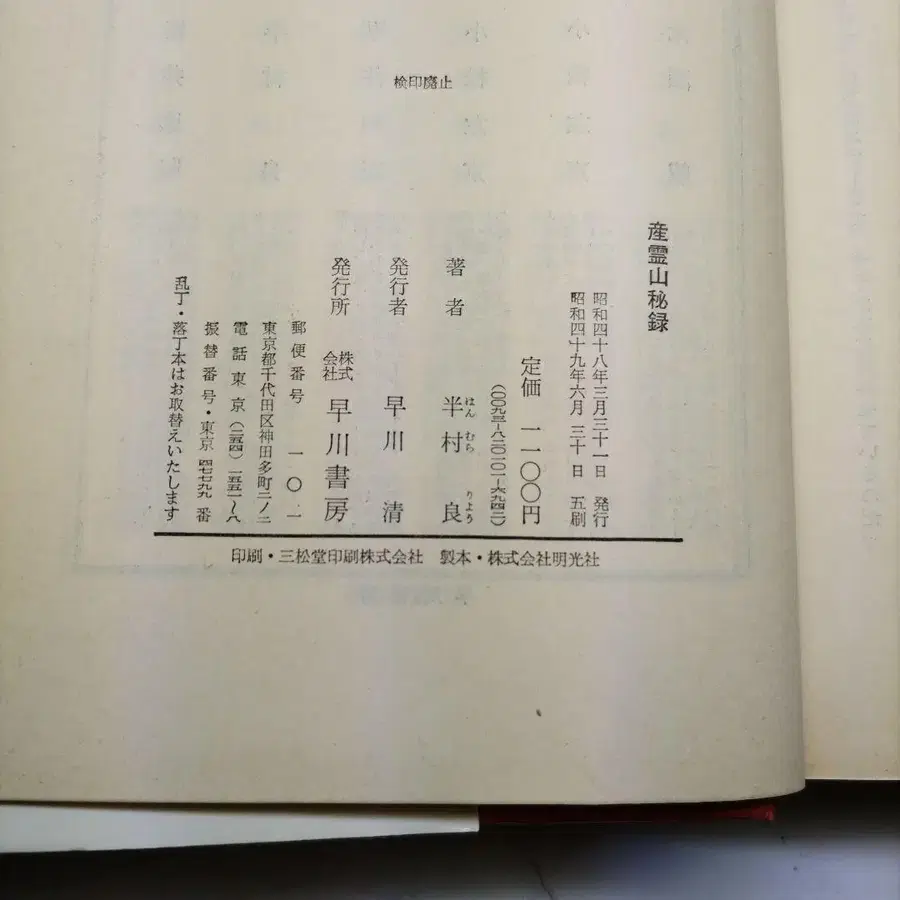 検印廃止
産霊山秘録
昭和四十八年三月三十一日　発行
昭和四十九年六月三十日　五刷
定価　一一〇〇円
(〇〇九三—八二〇一〇一—六九四二)
著者　半村良
はんむらりよう
発行者　早川清
発行所　株式会社　早川書房
郵便番号　一〇一
東京都千代田区神田多町二ノ二
電話東京(二五四)一五五一〜八
振替番号・東京四七七九九番
乱丁・落丁本はお取替えいたします
印刷・三松堂印刷株式会社　製本・株式会社明光社